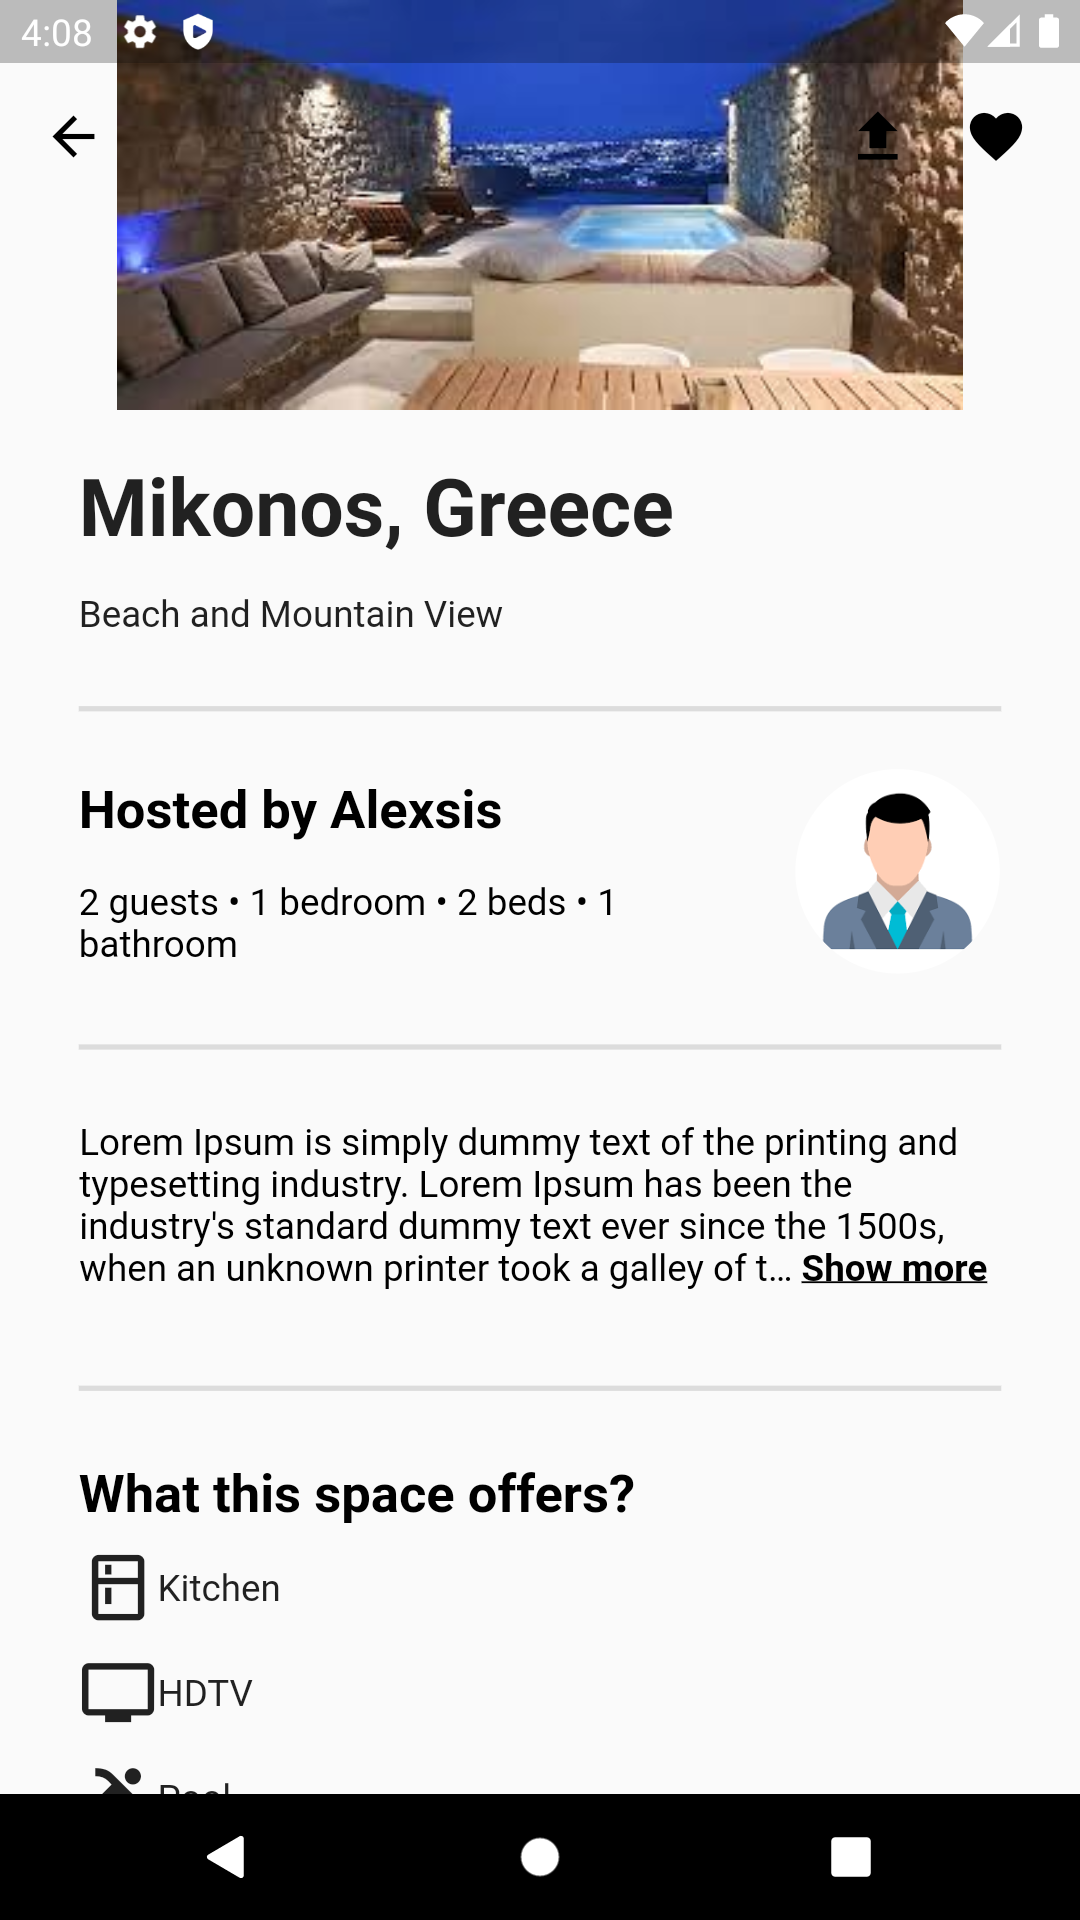 4:08
Mikonos, Greece
Beach and Mountain View
Hosted by Alexsis
2 guests • 1 bedroom • 2 beds • 1
bathroom
Lorem Ipsum is simply dummy text of the printing and
typesetting industry. Lorem Ipsum has been the
industry's standard dummy text ever since the 1500s,
when an unknown printer took a galley of t... Show more
What this space offers?
Kitchen
HDTV
Pool